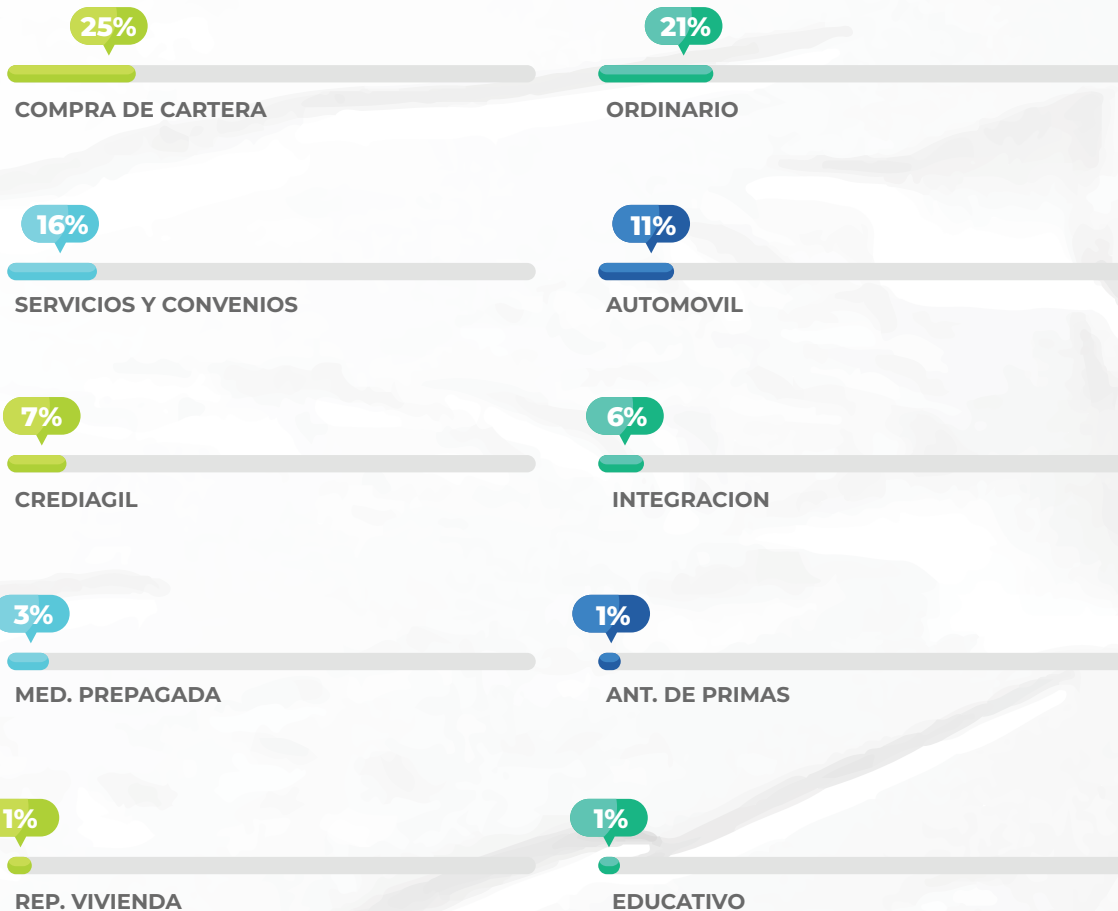 25%
COMPRA DE CARTERA
21%
ORDINARIO
16%
SERVICIOS Y CONVENIOS
11%
AUTOMOVIL
7%
CREDIAGIL
6%
INTEGRACION
3%
MED. PREPAGADA
1%
ANT. DE PRIMAS
1%
REP. VIVIENDA
1%
EDUCATIVO